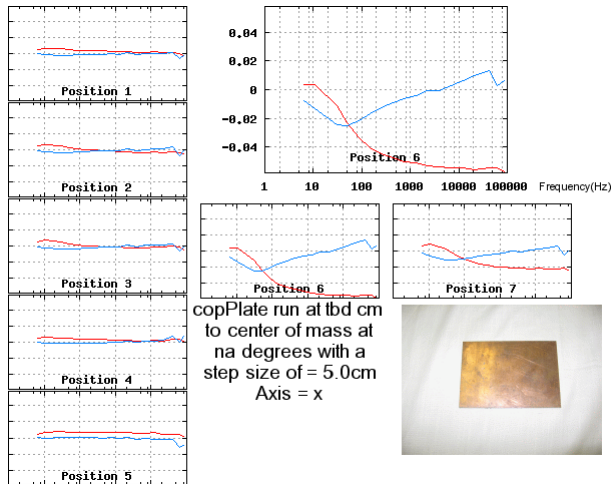 Position 1
Position 2
Position 3
Position 4
Position 5
0.04
0.02
0
-0.02
-0.04
Position 6
1 10 100 1000 10000 100000 Frequency(Hz)
Position 6
Position 7
copPlate run at tbd cm
to center of mass at
na degrees with a
step size of = 5.0cm
Axis = x